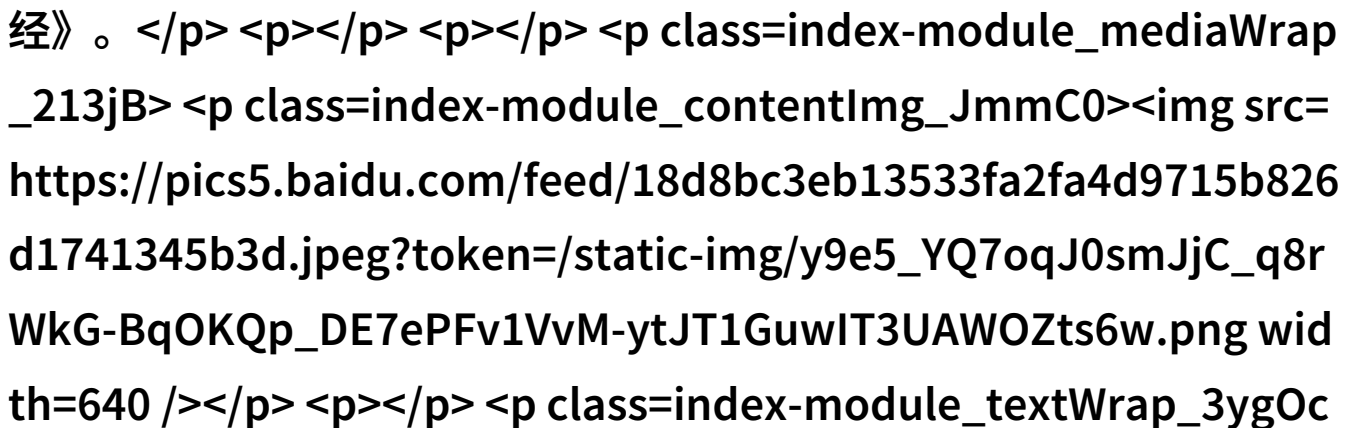 经》。</p> <p></p> <p></p> <p class=index-module_mediaWrap
_213jB> <p class=index-module_contentImg_JmmC0><img src=
https://pics5.baidu.com/feed/18d8bc3eb13533fa2fa4d9715b826
d1741345b3d.jpeg?token=/static-img/y9e5_YQ7oqJ0smJjC_q8r
WkG-BqOKQp_DE7ePFv1VvM-ytJT1GuwIT3UAWOZts6w.png wid
th=640 /></p> <p></p> <p class=index-module_textWrap_3ygOc